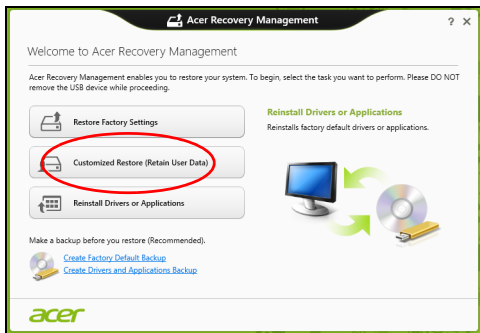 Acer Recovery Management
? X
Welcome to Acer Recovery Management
Acer Recovery Management enables you to restore your system. To begin, select the task you want to perform. Please DO NOT
remove the USB device while proceeding.
Restore Factory Settings
Customized Restore (Retain User Data)
Reinstall Drivers or Applications
Reinstall Drivers or Applications
Reinstalls factory default drivers or applications.
Make a backup before you restore (Recommended).
Create Factory Default Backup
Create Drivers and Applications Backup
acer